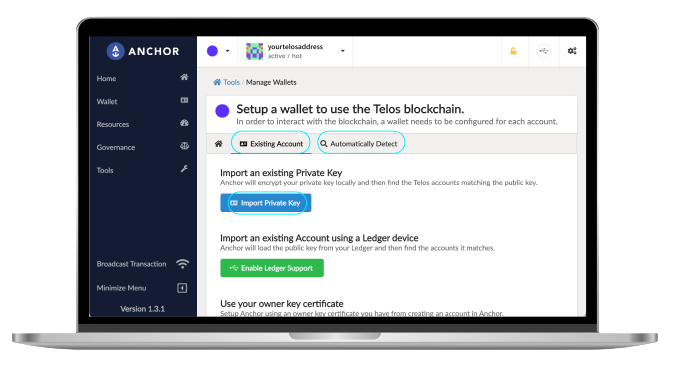 ANCHOR
yourtelosaddress
active / hot
Home
Wallet
Resources
Governance
Tools
Broadcast Transaction
Minimize Menu
Version 1.3.1
Tools / Manage Wallets
Setup a wallet to use the Telos blockchain.
In order to interact with the blockchain, a wallet needs to be configured for each account.
Existing Account
Automatically Detect
Import an existing Private Key
Anchor will encrypt your private key locally and then find the Telos accounts matching the public key.
Import Private Key
Import an existing Account using a Ledger device
Anchor will load the public key from your Ledger and then find the accounts it matches.
Enable Ledger Support
Use your owner key certificate
Setup Anchor using an owner key certificate you have from creating an account in Anchor.